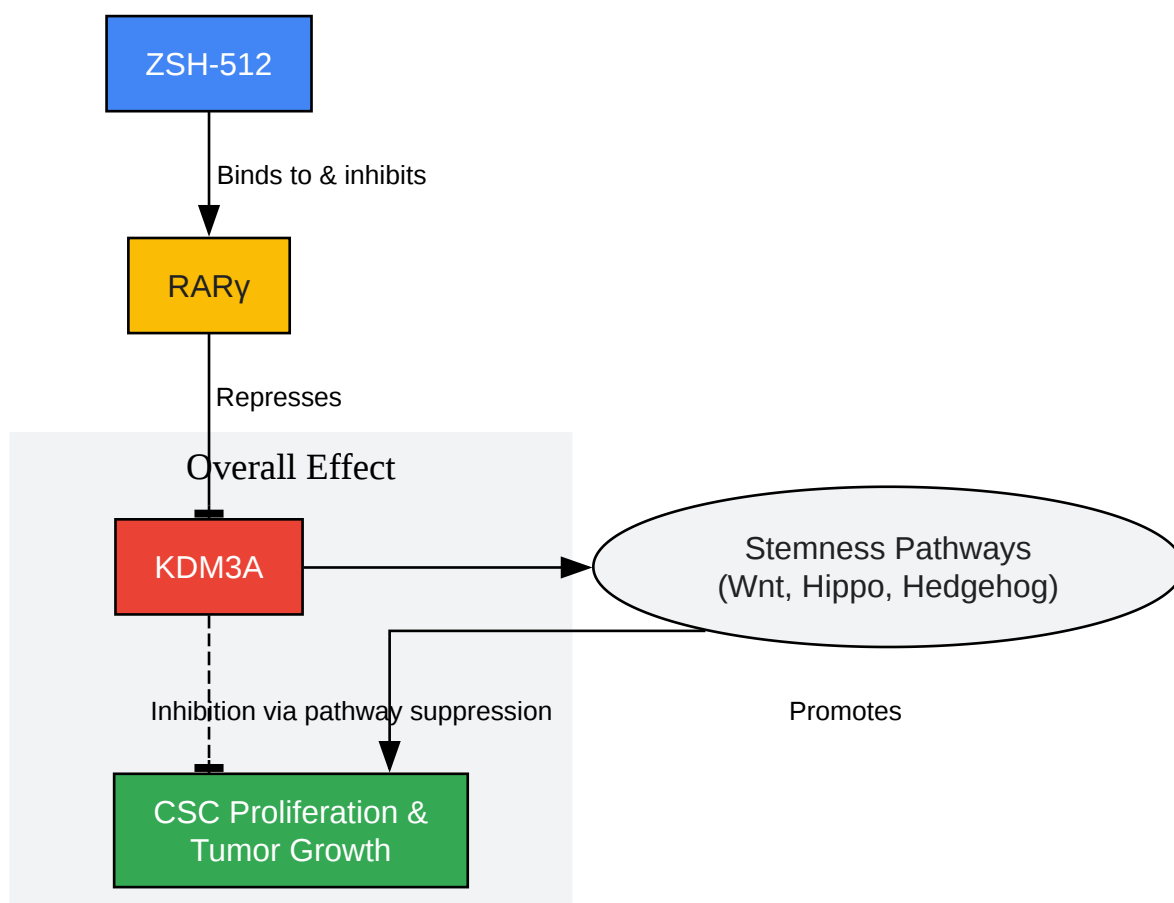 ZSH-512
Binds to & inhibits
RARγ
Represses
Overall Effect
KDM3A
Stemness Pathways
(Wnt, Hippo, Hedgehog)
Inhibition via pathway suppression
Promotes
CSC Proliferation &
Tumor Growth